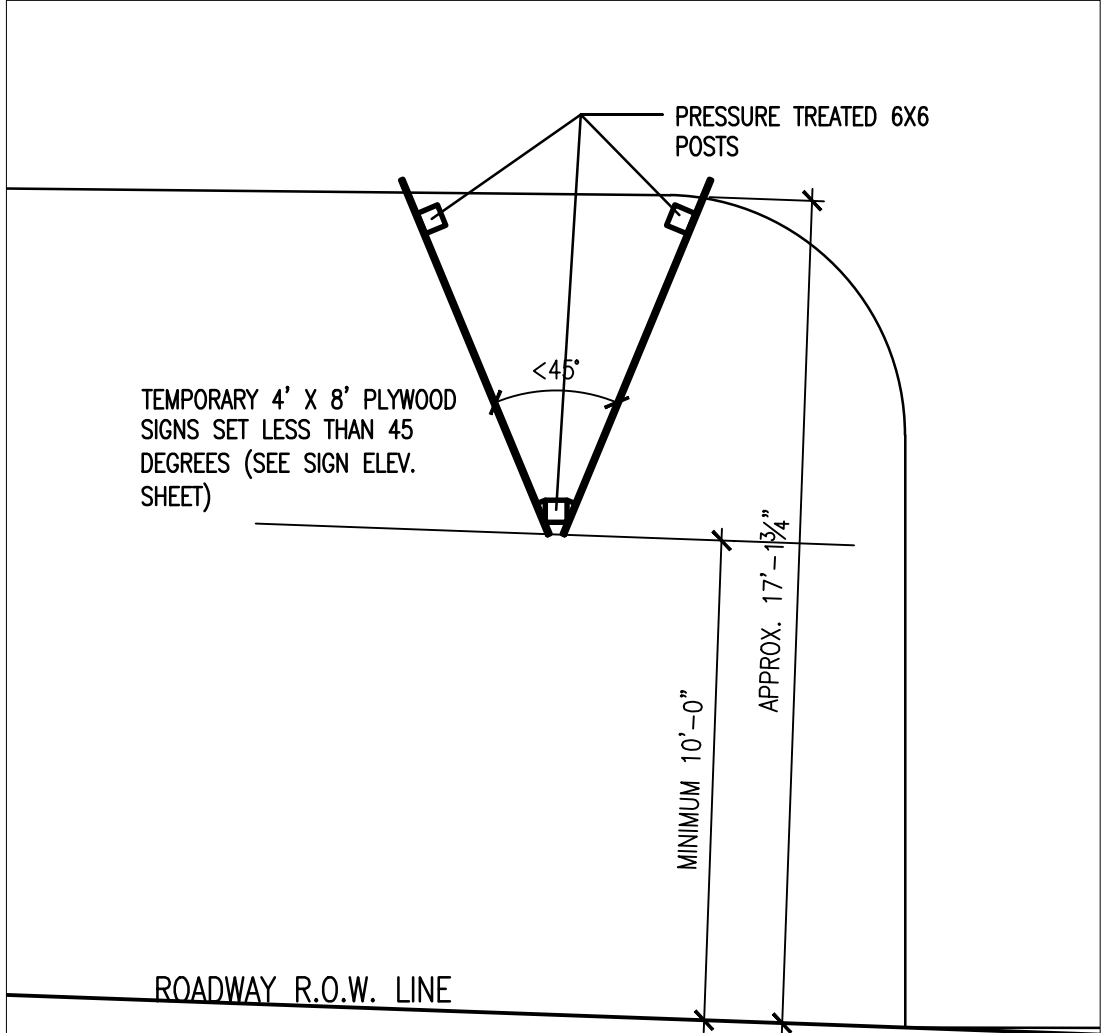 PRESSURE TREATED 6X6
POSTS
<45°
TEMPORARY 4' X 8' PLYWOOD
SIGNS SET LESS THAN 45
DEGREES (SEE SIGN ELEV.
SHEET)
APPROX. 17'-1¾"
MINIMUM 10'-0"
ROADWAY R.O.W. LINE